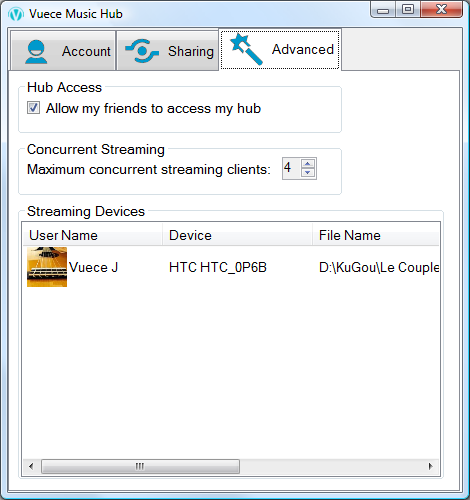 Vuece Music Hub
Account Sharing Advanced
Hub Access
Allow my friends to access my hub
Concurrent Streaming
Maximum concurrent streaming clients: 4
Streaming Devices
User Name Device File Name
Vuece J HTC HTC_0P6B D:\KuGou\Le Couple